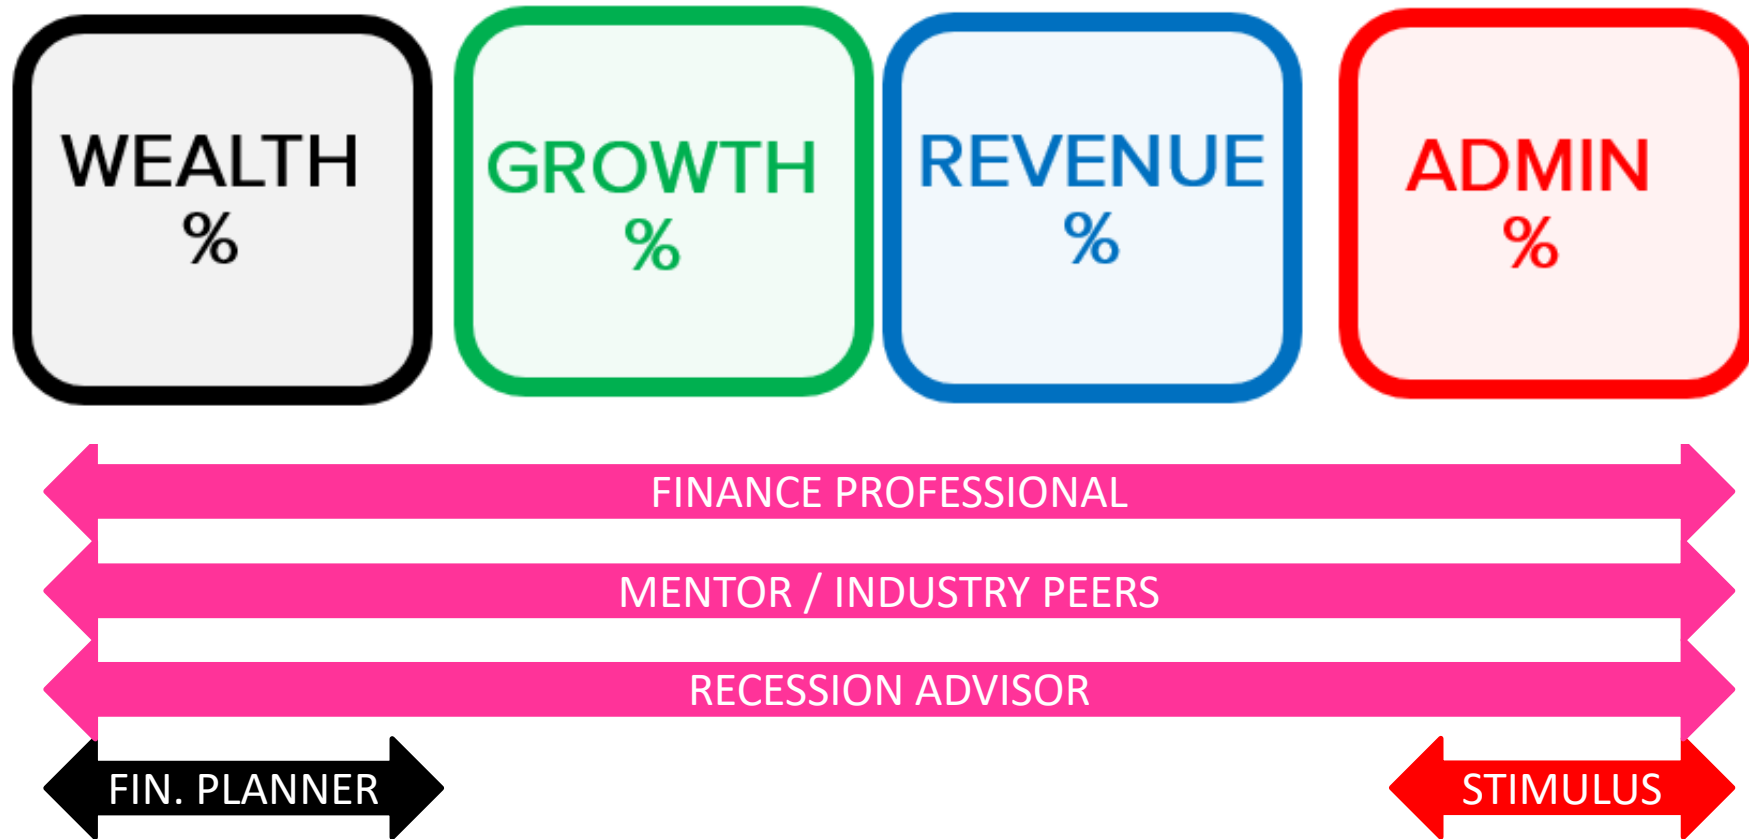 WEALTH
%
GROWTH
%
REVENUE
%
ADMIN
%
FINANCE PROFESSIONAL
MENTOR / INDUSTRY PEERS
RECESSION ADVISOR
FIN. PLANNER
STIMULUS